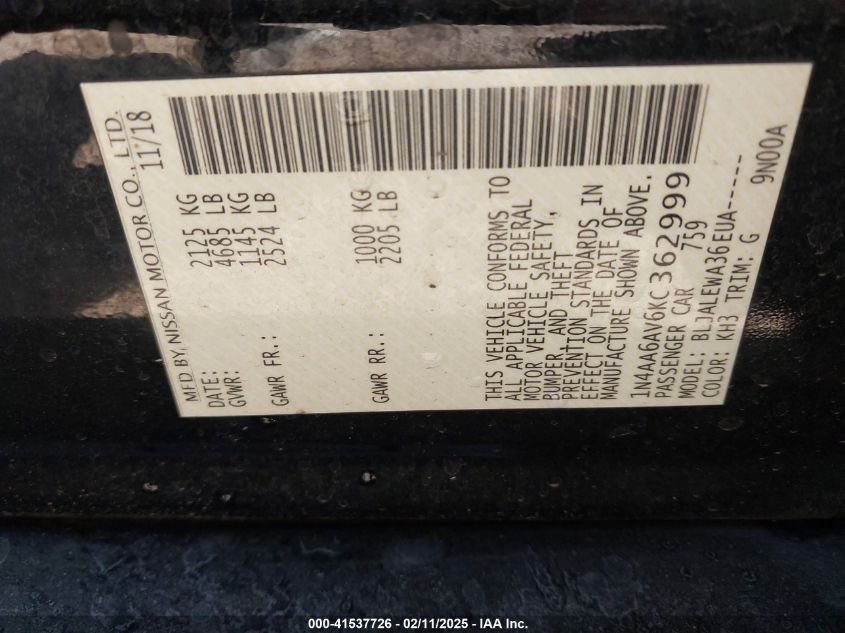 MFD BY NISSAN MOTOR CO., LTD.
DATE: 11/18
GVWR: 2125 KG
4685 LB
GAWR FR.: 1145 KG
2524 LB
GAWR RR.: 1000 KG
2205 LB
THIS VEHICLE CONFORMS TO
ALL APPLICABLE FEDERAL
MOTOR VEHICLE SAFETY,
BUMPER, AND THEFT
PREVENTION STANDARDS IN
EFFECT ON THE DATE OF
MANUFACTURE SHOWN ABOVE.
1N4AA6AV6KC362999
PASSENGER CAR 759
MODEL: BLJALEWA36EUA-----
COLOR: KH3 TRIM: G 9N00A
000-41537726 - 02/11/2025 - IAA Inc.